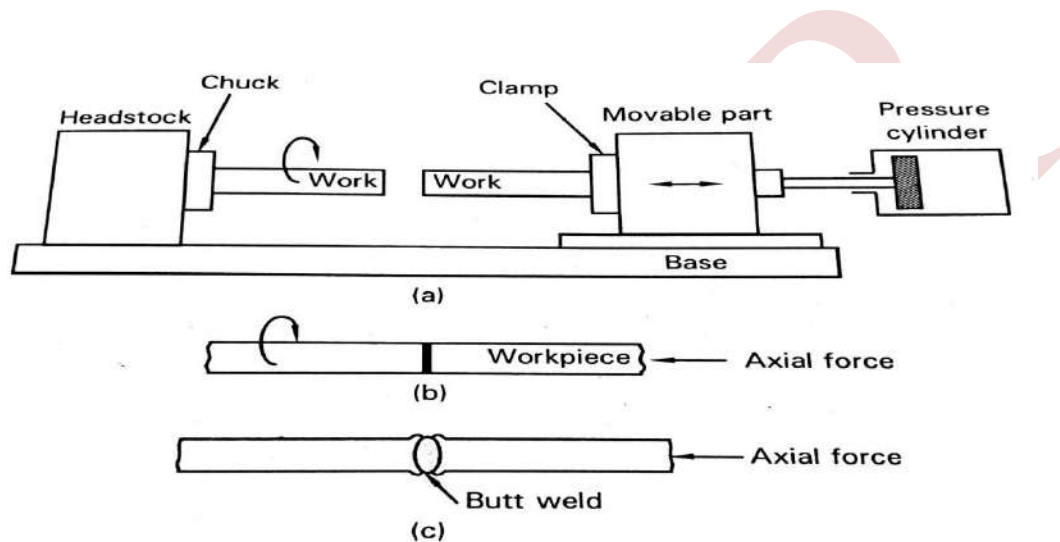 Chuck
Clamp
Headstock
Movable part
Pressure
cylinder
Work
Work
Base
(a)
Workpiece
Axial force
(b)
Axial force
Butt weld
(c)